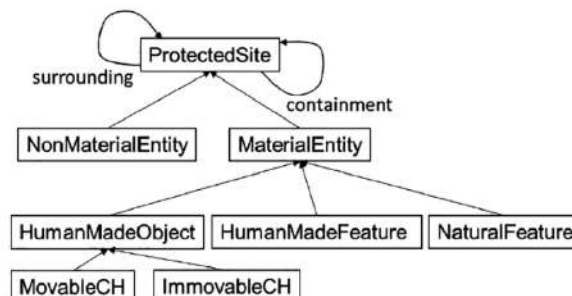 ProtectedSite
surrounding
containment
NonMaterialEntity
MaterialEntity
HumanMadeObject
HumanMadeFeature
NaturalFeature
MovableCH
ImmovableCH